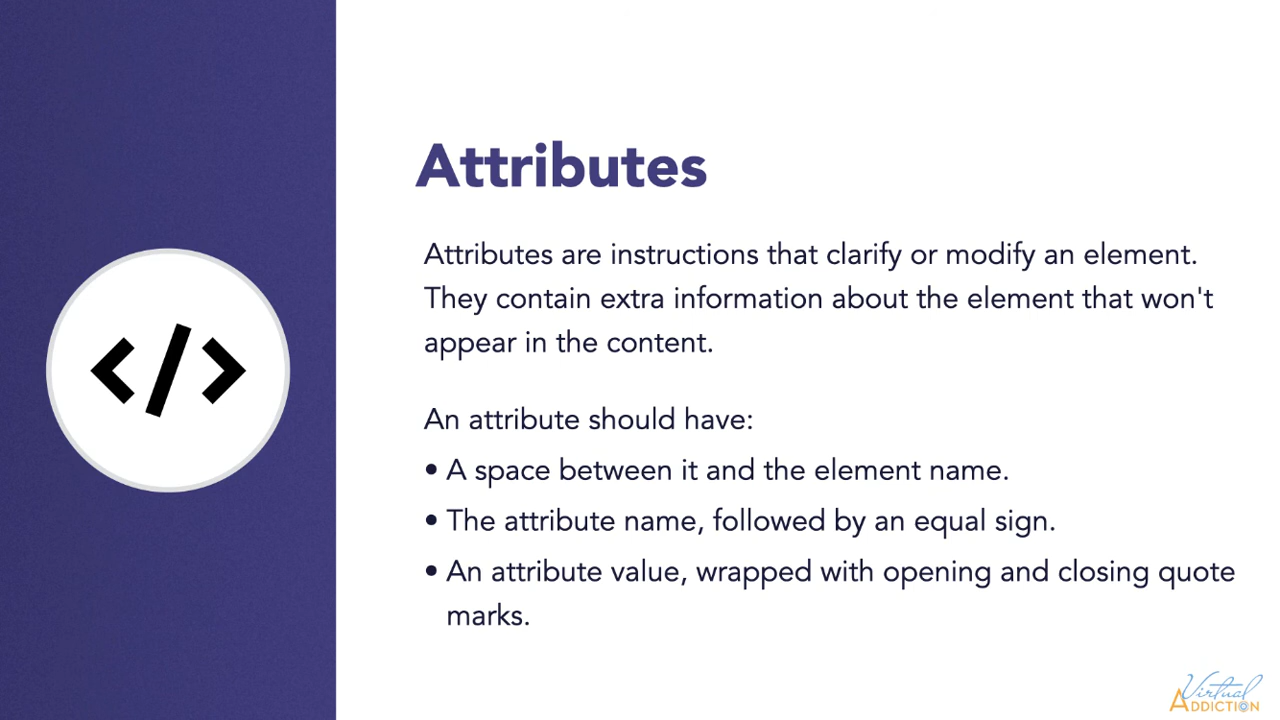 Attributes
Attributes are instructions that clarify or modify an element.
They contain extra information about the element that won't
appear in the content.
An attribute should have:
• A space between it and the element name.
• The attribute name, followed by an equal sign.
• An attribute value, wrapped with opening and closing quote
marks.
</>
Virtual
ADDICTION